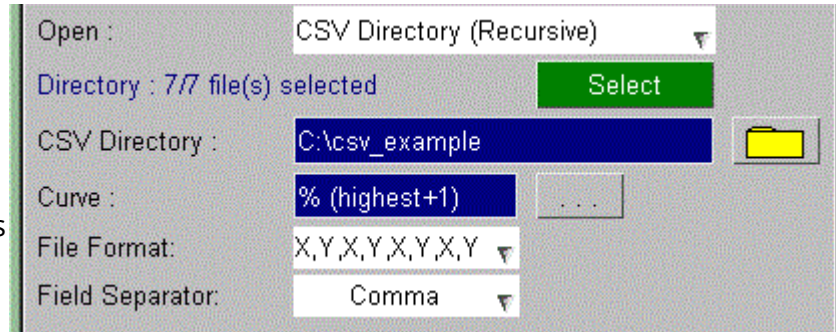 Open : CSV Directory (Recursive)
Directory : 7/7 file(s) selected Select
CSV Directory : C:\csv_example
Curve : % (highest+1) . . .
s
File Format: X,Y,X,Y,X,Y,X,Y
Field Separator: Comma